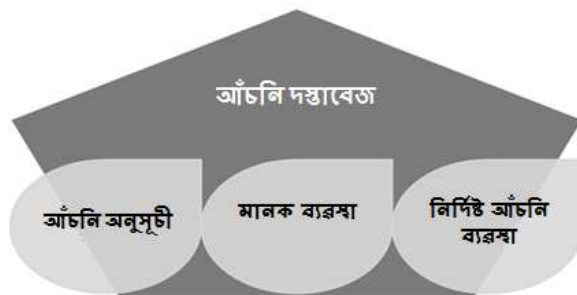 আঁচনি দস্তাবেজ
আঁচনি অনুসূচী
মানক ব্যৱস্থা
নিৰ্দিষ্ট আঁচনি
ব্যৱস্থা